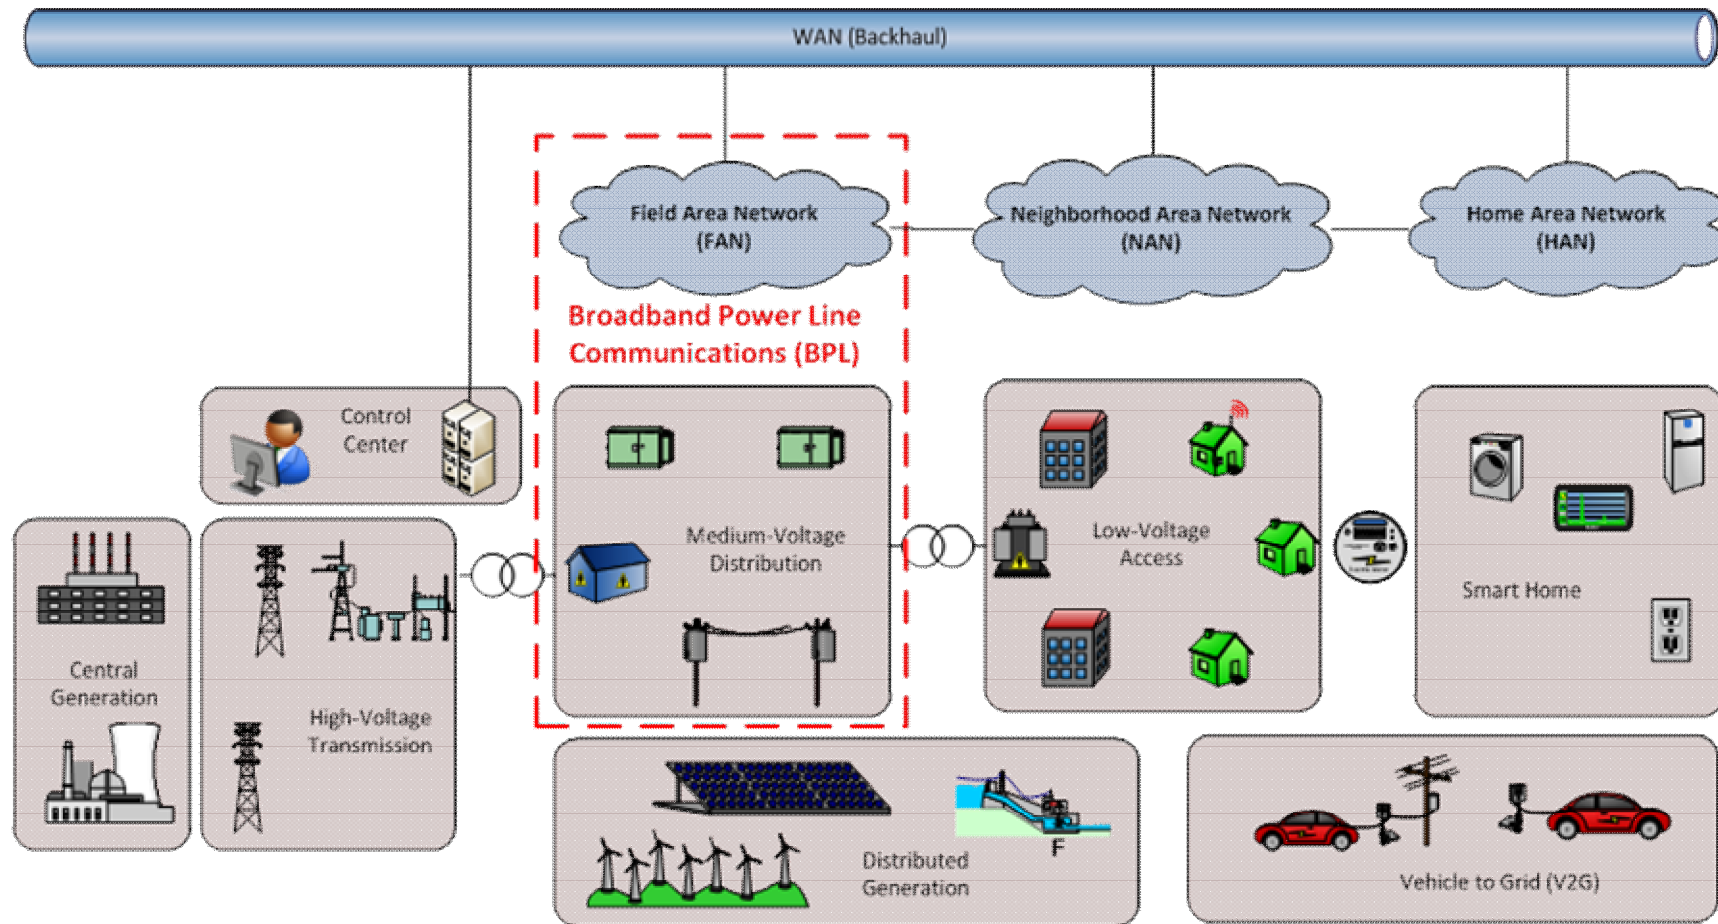 WAN (Backhaul)
Field Area Network
(FAN)
Neighborhood Area Network
(NAN)
Home Area Network
(HAN)
Broadband Power Line
Communications (BPL)
Control
Center
Medium-Voltage
Distribution
Low-Voltage
Access
Smart Home
Central
Generation
High-Voltage
Transmission
F
Distributed
Generation
Vehicle to Grid (V2G)